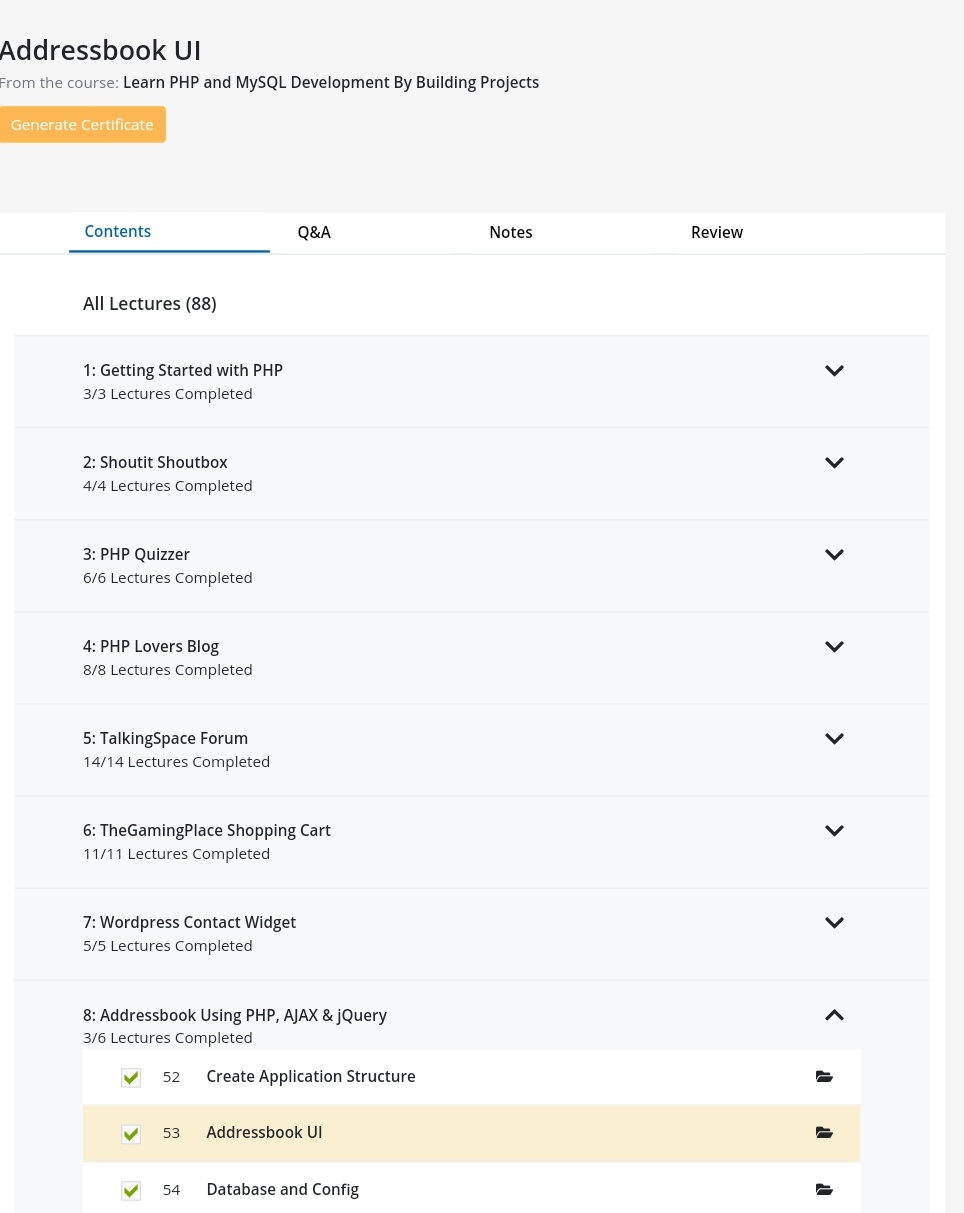 Addressbook UI
From the course: Learn PHP and MySQL Development By Building Projects
Generate Certificate
Contents Q&A Notes Review
All Lectures (88)
1: Getting Started with PHP
3/3 Lectures Completed
2: Shoutit Shoutbox
4/4 Lectures Completed
3: PHP Quizzer
6/6 Lectures Completed
4: PHP Lovers Blog
8/8 Lectures Completed
5: TalkingSpace Forum
14/14 Lectures Completed
6: TheGamingPlace Shopping Cart
11/11 Lectures Completed
7: Wordpress Contact Widget
5/5 Lectures Completed
8: Addressbook Using PHP, AJAX & jQuery
3/6 Lectures Completed
52 Create Application Structure
53 Addressbook UI
54 Database and Config